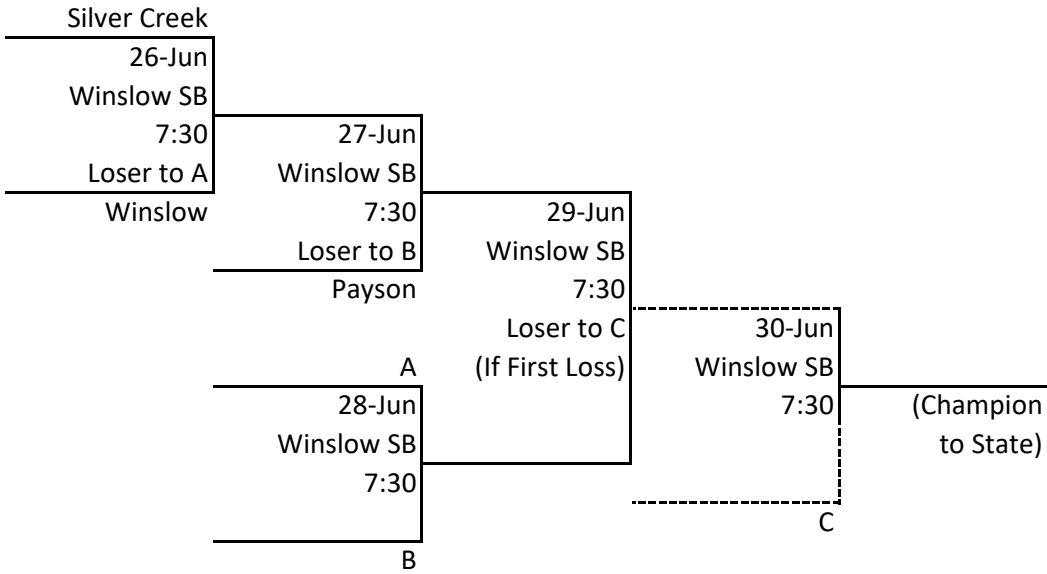 Silver Creek
26-Jun
Winslow SB
7:30
Loser to A
Winslow
27-Jun
Winslow SB
7:30
Loser to B
Payson
A
28-Jun
Winslow SB
7:30
B
29-Jun
Winslow SB
7:30
Loser to C
(If First Loss)
30-Jun
Winslow SB
7:30
C
(Champion
to State)